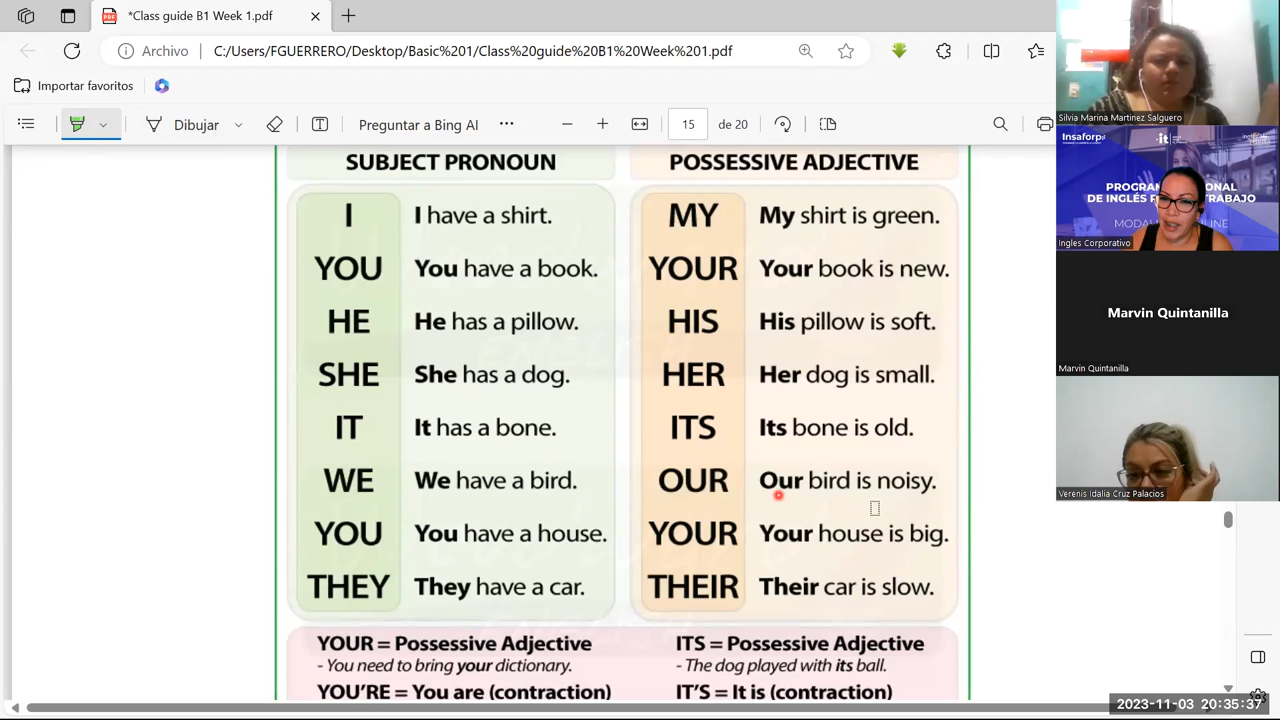 *Class guide B1 Week 1.pdf
Archivo
C:/Users/FGUERRERO/Desktop/Basic%201/Class%20guide%20B1%20Week%201.pdf
Importar favoritos
Dibujar
Preguntar a Bing AI
15
de 20
SUBJECT PRONOUN
POSSESSIVE ADJECTIVE
I
I have a shirt.
MY
My shirt is green.
YOU
You have a book.
YOUR
Your book is new.
HE
He has a pillow.
HIS
His pillow is soft.
SHE
She has a dog.
HER
Her dog is small.
IT
It has a bone.
ITS
Its bone is old.
WE
We have a bird.
OUR
Our bird is noisy.
YOU
You have a house.
YOUR
Your house is big.
THEY
They have a car.
THEIR
Their car is slow.
YOUR = Possessive Adjective
- You need to bring your dictionary.
YOU'RE = You are (contraction)
ITS = Possessive Adjective
- The dog played with its ball.
IT'S = It is (contraction)
Silvia Marina Martinez Salguero
Insaforp
it
Ingles Corporativo
Marvin Quintanilla
Marvin Quintanilla
Verenis Idalia Cruz Palacios
2023-11-03 20:35:37